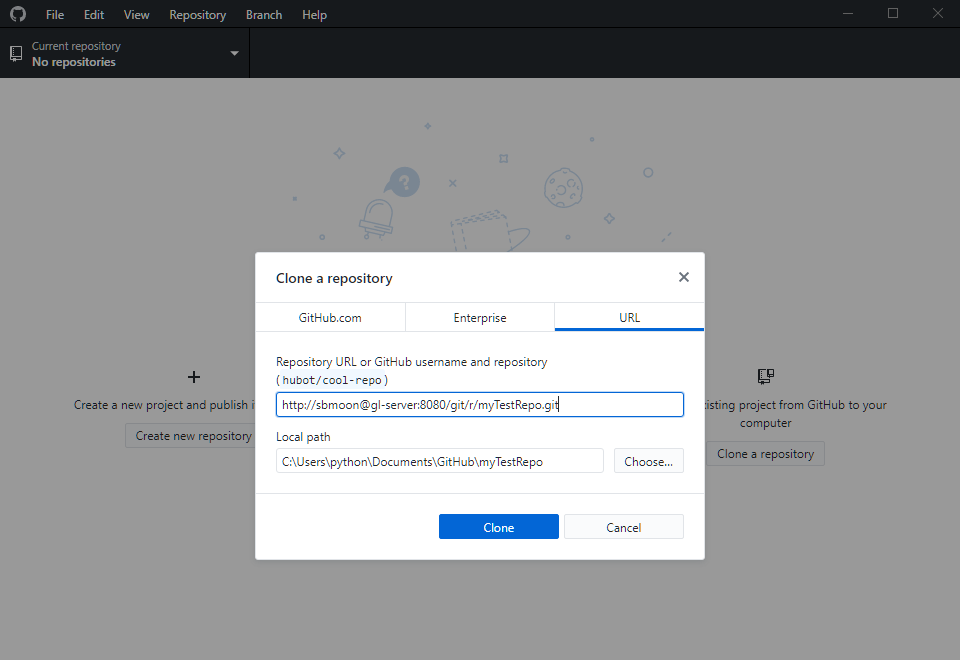 File Edit View Repository Branch Help
Current repository
No repositories
?
Clone a repository
GitHub.com Enterprise URL
Repository URL or GitHub username and repository
(hubot/cool-repo)
http://sbmoon@gl-server:8080/git/r/myTestRepo.git
Local path
C:\Users\python\Documents\GitHub\myTestRepo Choose...
Clone Cancel
Create a new project and publish i
Create new repository
isting project from GitHub to your
computer
Clone a repository